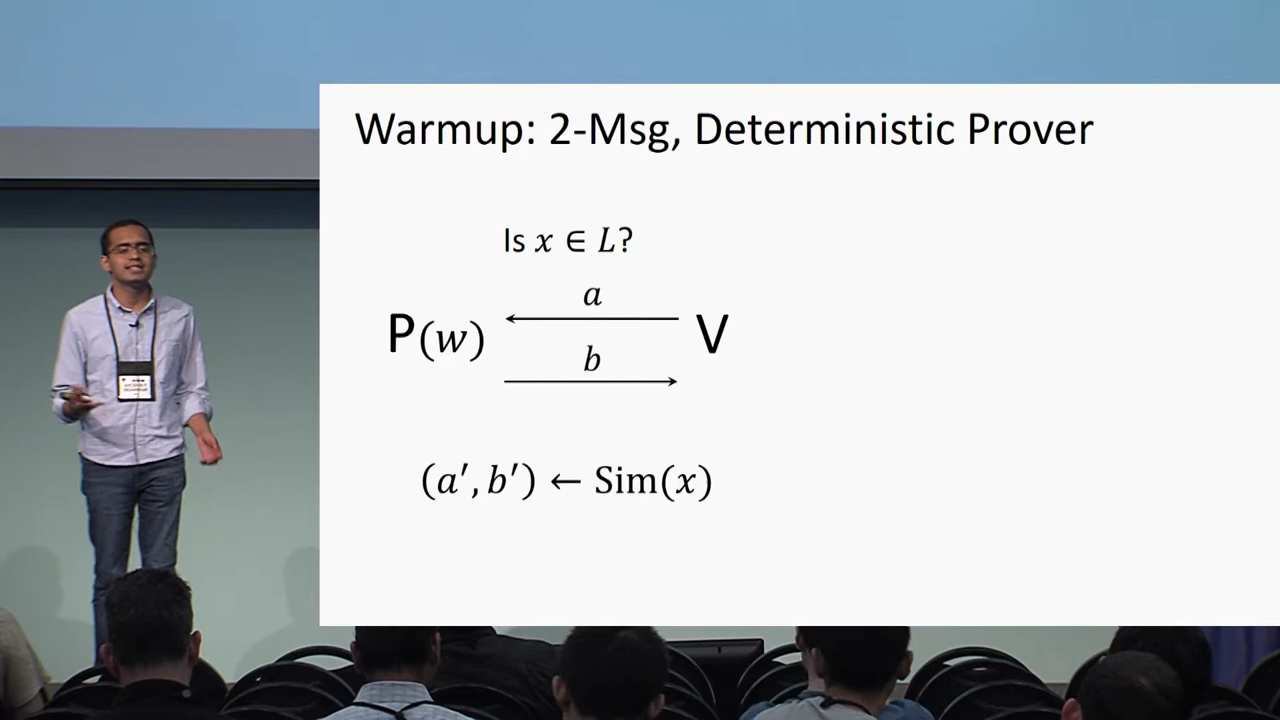 Warmup: 2-Msg, Deterministic Prover
Is x ∈ L?
a
P(w) V
b
(a′, b′) ← Sim(x)